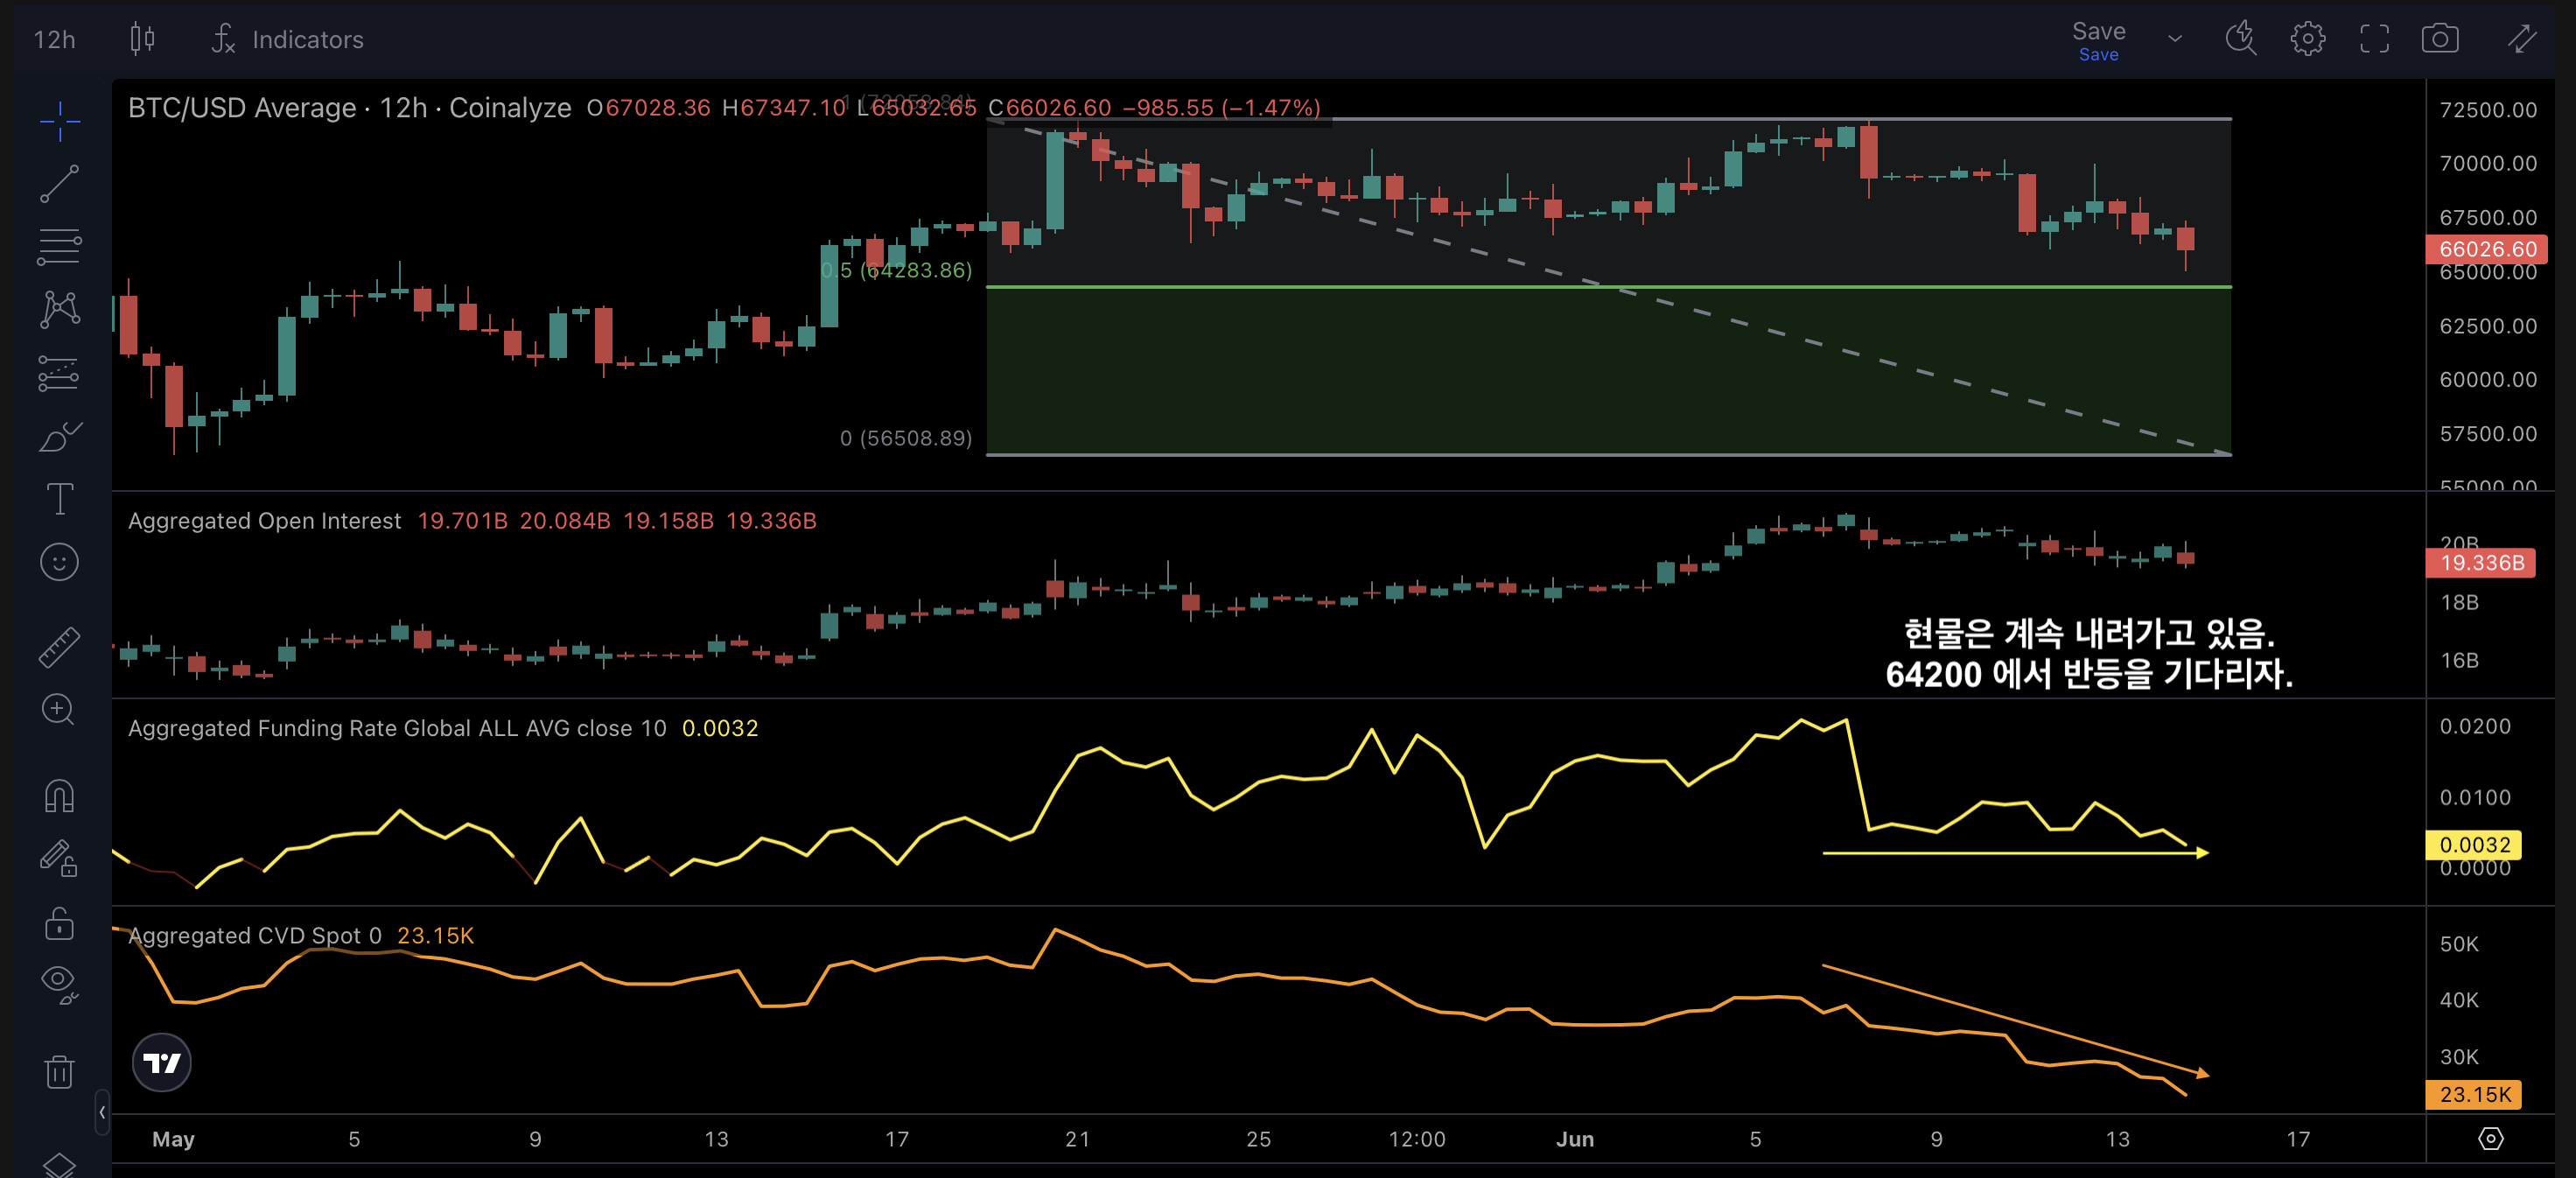 12h
Indicators
Save
Save
BTC/USD Average · 12h · Coinalyze O67028.36 H67347.10 L65032.65 C66026.60 −985.55 (−1.47%)
1 (72058.84)
0.5 (64283.86)
0 (56508.89)
72500.00
70000.00
67500.00
66026.60
65000.00
62500.00
60000.00
57500.00
55000.00
Aggregated Open Interest 19.701B 20.084B 19.158B 19.336B
20B
19.336B
18B
16B
현물은 계속 내려가고 있음.
64200 에서 반등을 기다리자.
Aggregated Funding Rate Global ALL AVG close 10 0.0032
0.0200
0.0100
0.0032
0.0000
Aggregated CVD Spot 0 23.15K
50K
40K
30K
23.15K
May 5 9 13 17 21 25 12:00 Jun 5 9 13 17